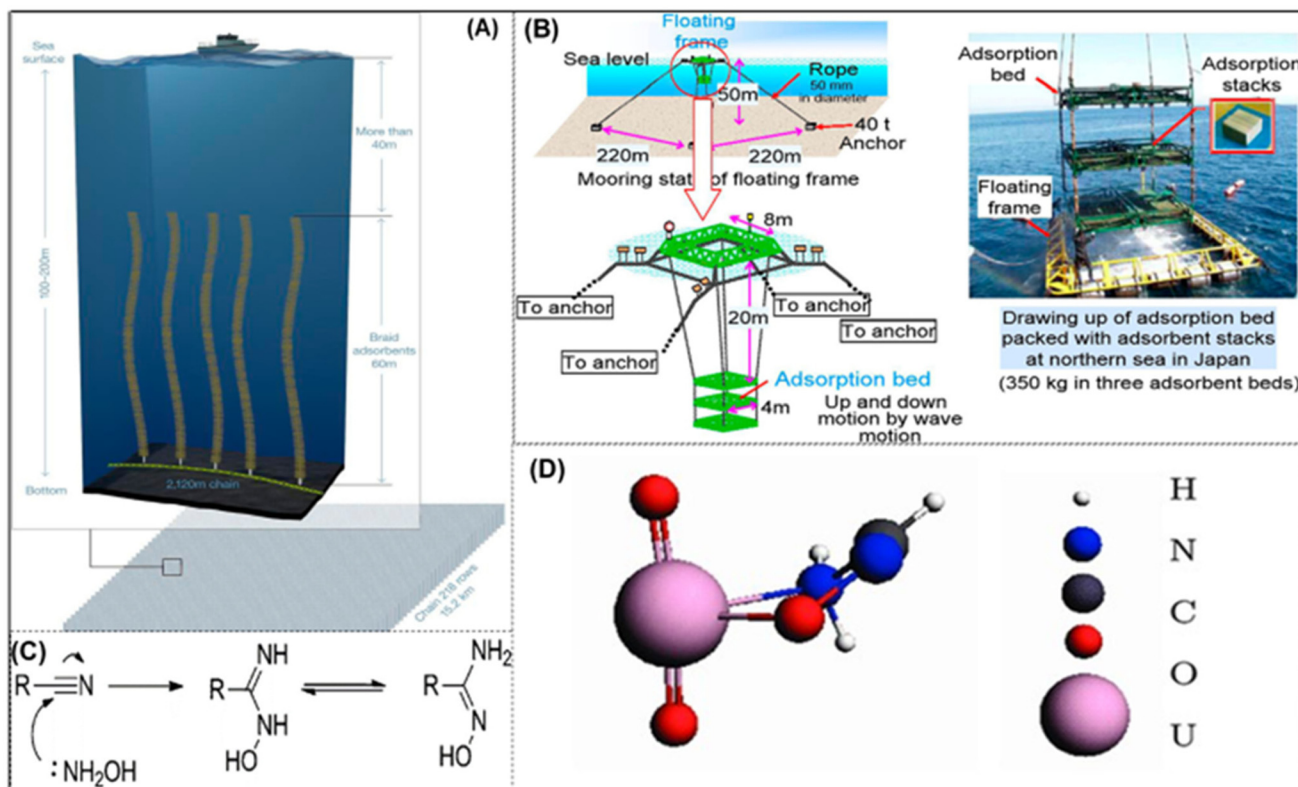 (A)
Sea
surface
100-200m
Bottom
More than
40m
Braid
adsorbents
60m
2,120m chain
Chain 218 rows
15.2 km
(B)
Floating
frame
Sea level
50m
Rope
50 mm
in diameter
40 t
Anchor
220m
220m
Mooring state of floating frame
8m
To anchor
To anchor
To anchor
To anchor
20m
Adsorption bed
4m
Up and down
motion by wave
motion
Adsorption
bed
Adsorption
stacks
Floating
frame
Drawing up of adsorption bed
packed with adsorbent stacks
at northern sea in Japan
(350 kg in three adsorbent beds)
(C)
R
N
:NH2OH
NH
R
NH
HO
NH2
R
N
HO
(D)
H
N
C
O
U